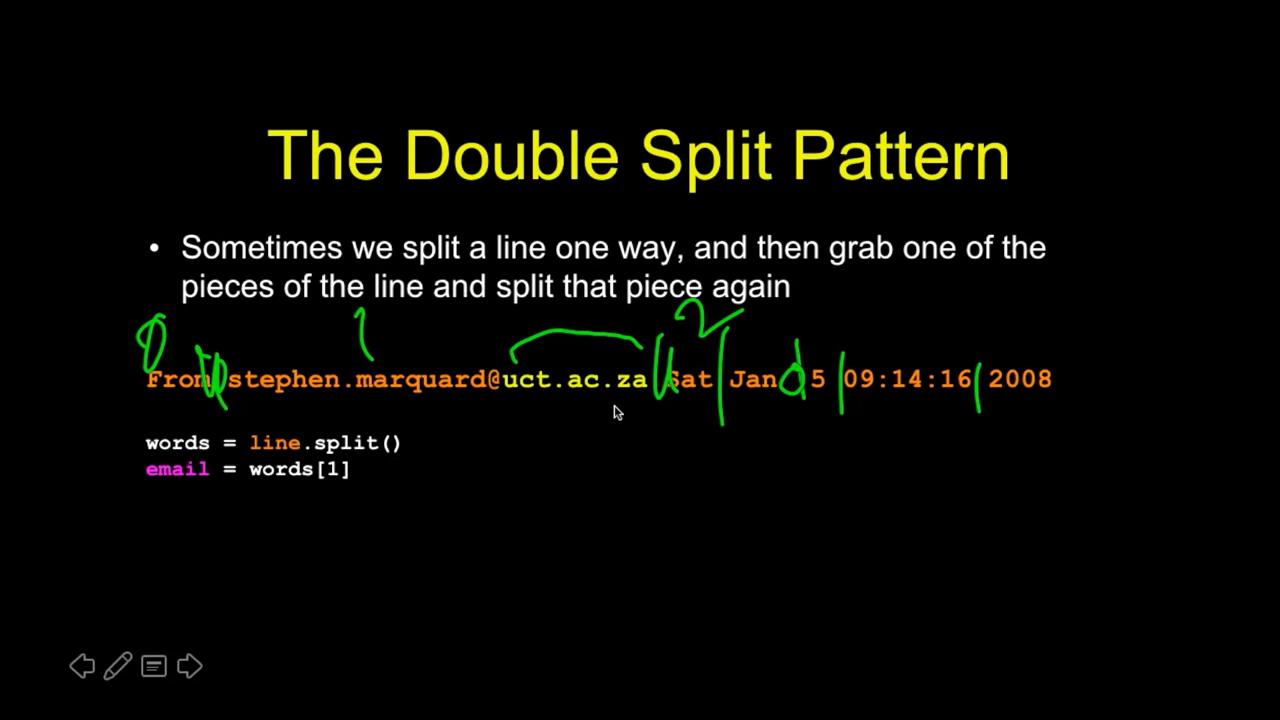 The Double Split Pattern
• Sometimes we split a line one way, and then grab one of the
pieces of the line and split that piece again
0 1 2
From stephen.marquard@uct.ac.za Sat Jan 5 09:14:16 2008
words = line.split()
email = words[1]